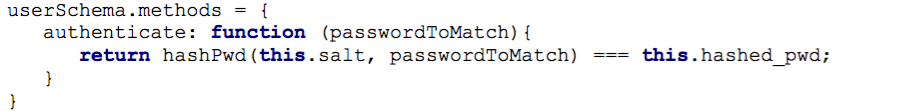 userSchema.methods = {
   authenticate: function (passwordToMatch){
      return hashPwd(this.salt, passwordToMatch) === this.hashed_pwd;
   }
}